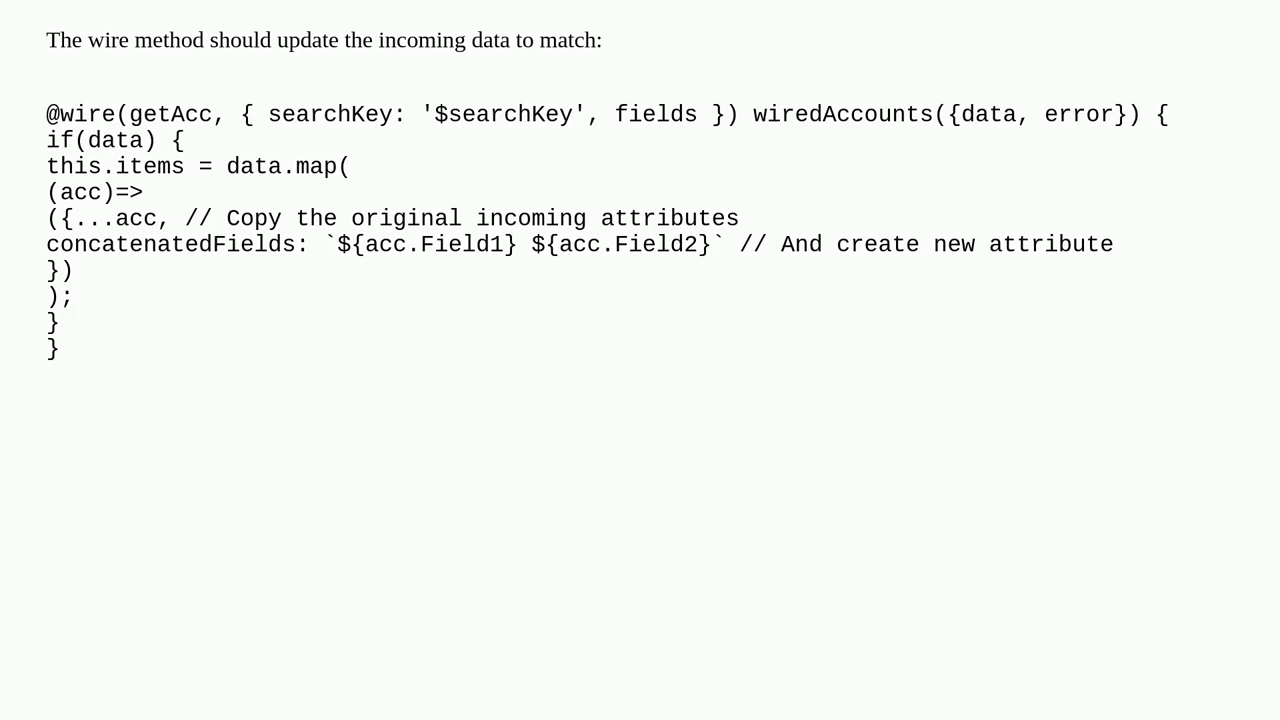 The wire method should update the incoming data to match:
@wire(getAcc, { searchKey: '$searchKey', fields }) wiredAccounts({data, error}) {
if(data) {
this.items = data.map(
(acc)=>
({...acc, // Copy the original incoming attributes
concatenatedFields: `${acc.Field1} ${acc.Field2}` // And create new attribute
})
);
}
}